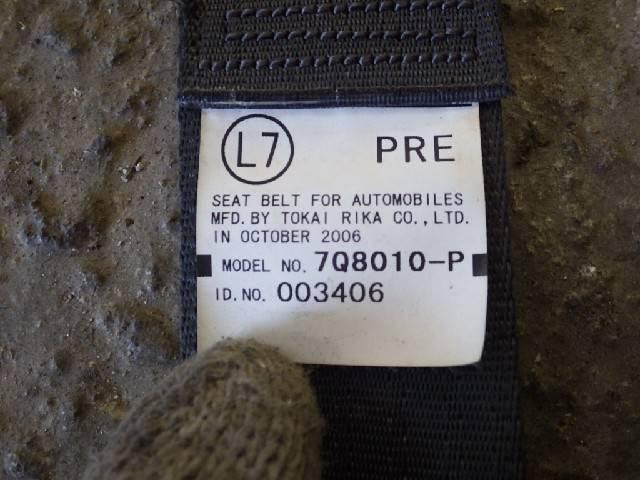 L7 PRE
SEAT BELT FOR AUTOMOBILES
MFD. BY TOKAI RIKA CO., LTD.
IN OCTOBER 2006
MODEL NO. 7Q8010-P
ID. NO. 003406